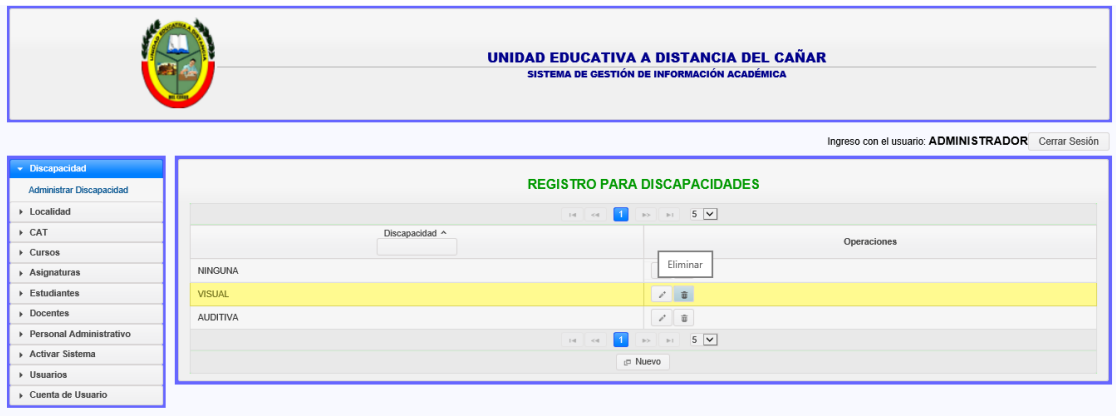 UNIDAD EDUCATIVA A DISTANCIA DEL CAÑAR
SISTEMA DE GESTIÓN DE INFORMACIÓN ACADÉMICA
Ingreso con el usuario: ADMINISTRADOR Cerrar Sesión
Discapacidad
Administrar Discapacidad
Localidad
CAT
Cursos
Asignaturas
Estudiantes
Docentes
Personal Administrativo
Activar Sistema
Usuarios
Cuenta de Usuario
REGISTRO PARA DISCAPACIDADES
1 5
Discapacidad Operaciones
NINGUNA
Eliminar
VISUAL
AUDITIVA
1 5
Nuevo